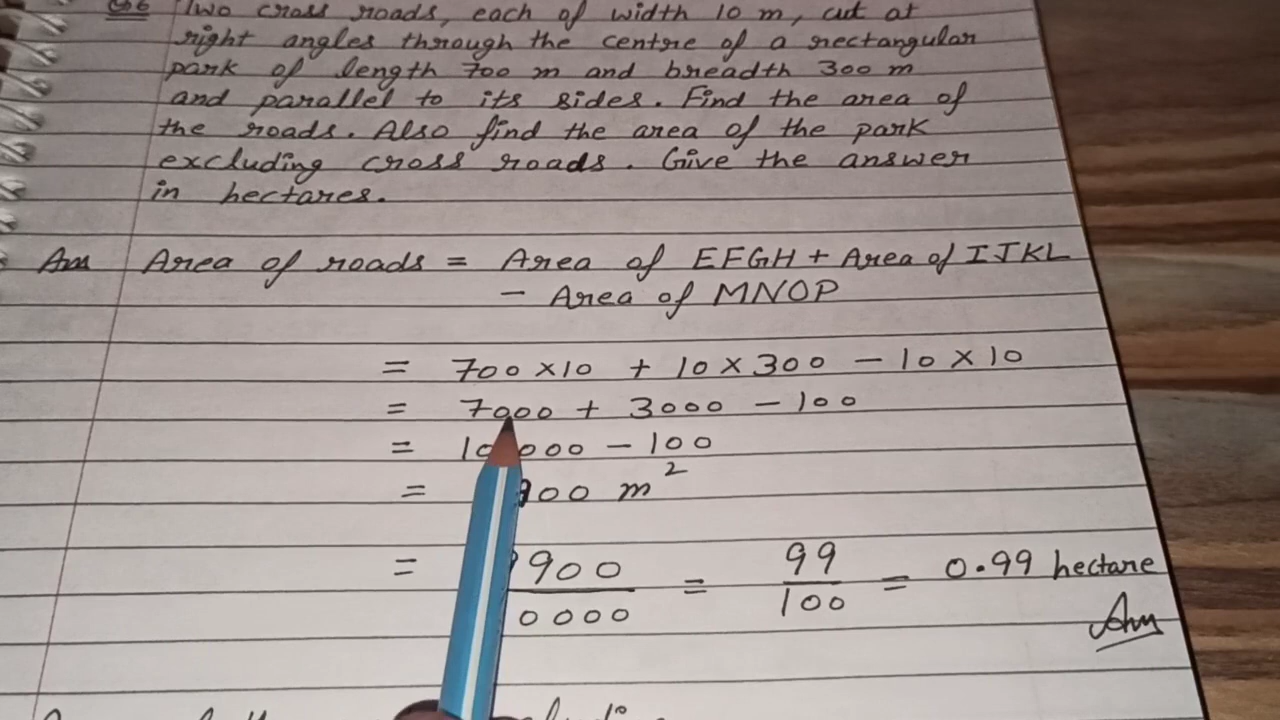 Q6 Two cross roads, each of width 10 m, cut at
right angles through the centre of a rectangular
park of length 700 m and breadth 300 m
and parallel to its sides. Find the area of
the roads. Also find the area of the park
excluding cross roads. Give the answer
in hectares.
Ans Area of roads = Area of EFGH + Area of IJKL
- Area of MNOP
= 700 × 10 + 10 × 300 - 10 × 10
= 7000 + 3000 - 100
= 10000 - 100
= 900 m²
= 900/0000 = 99/100 = 0.99 hectare
Ans